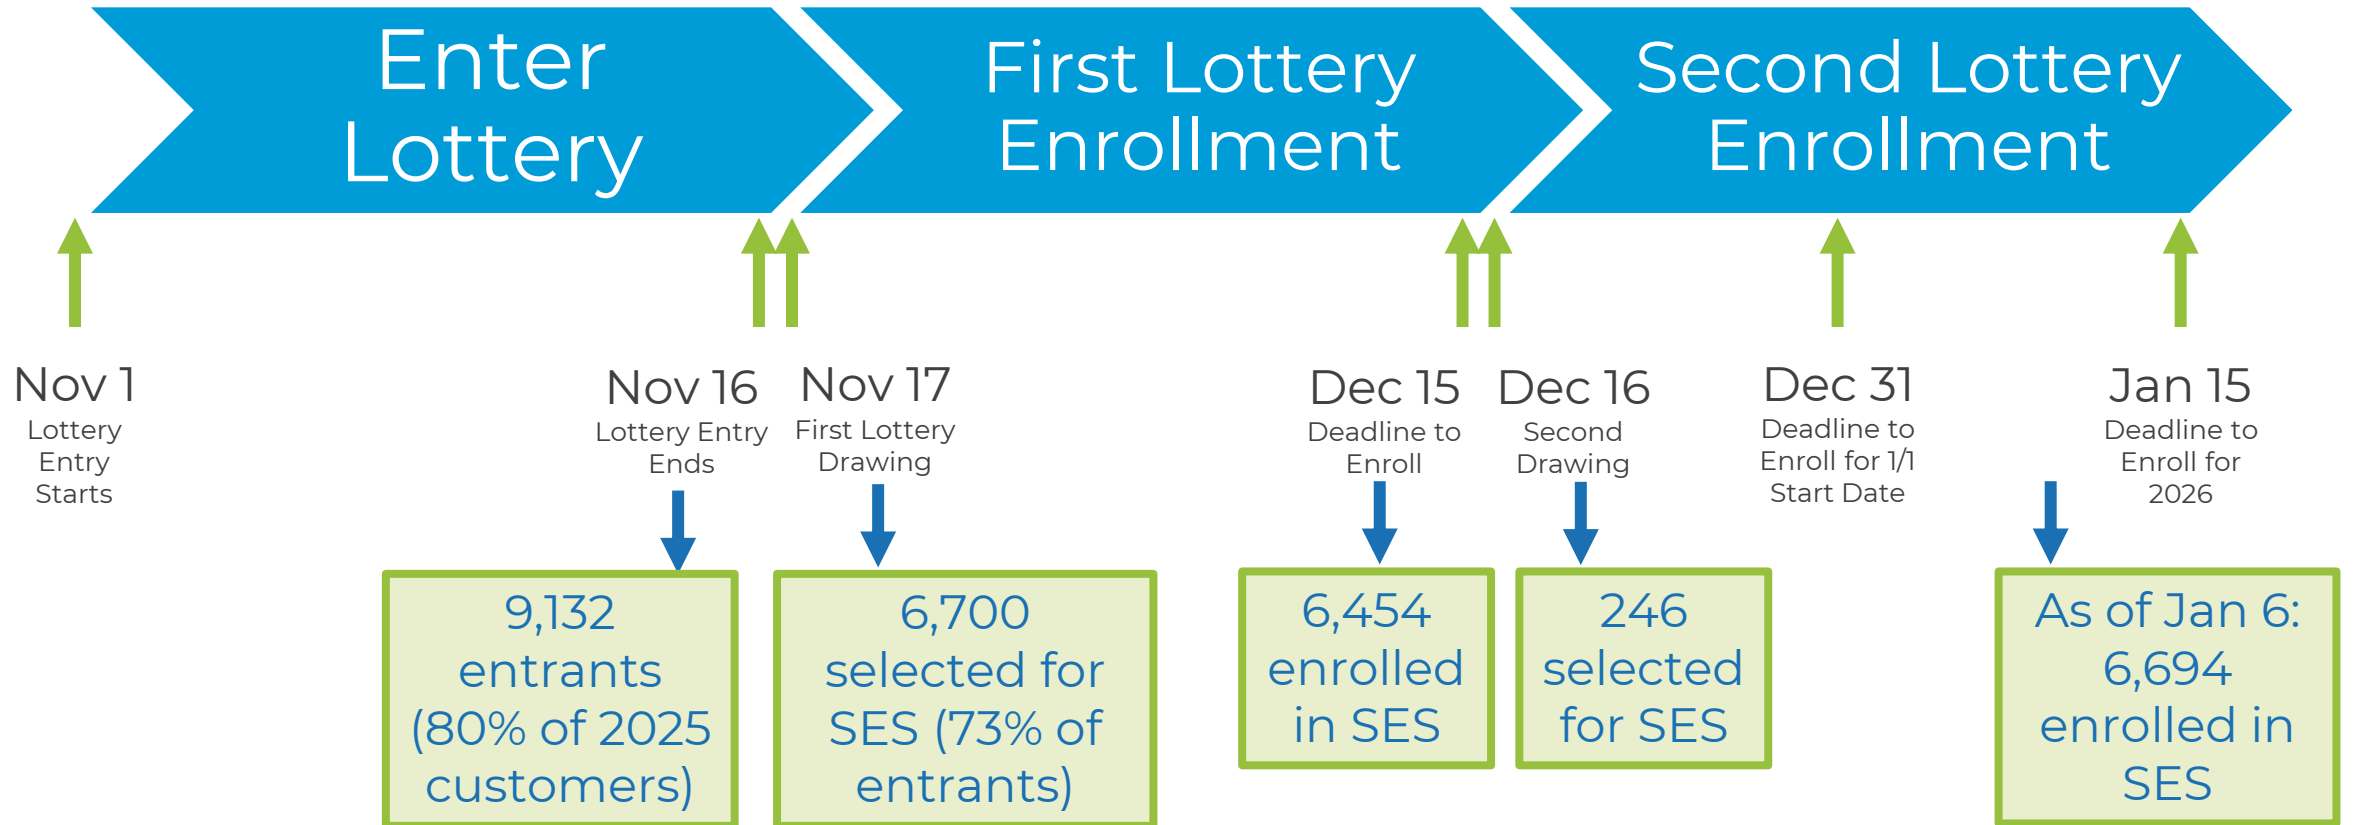 Enter
Lottery
First Lottery
Enrollment
Second Lottery
Enrollment
Nov 1
Lottery
Entry
Starts
Nov 16
Lottery Entry
Ends
Nov 17
First Lottery
Drawing
Dec 15
Deadline to
Enroll
Dec 16
Second
Drawing
Dec 31
Deadline to
Enroll for 1/1
Start Date
Jan 15
Deadline to
Enroll for
2026
9,132
entrants
(80% of 2025
customers)
6,700
selected for
SES (73% of
entrants)
6,454
enrolled
in SES
246
selected
for SES
As of Jan 6:
6,694
enrolled in
SES